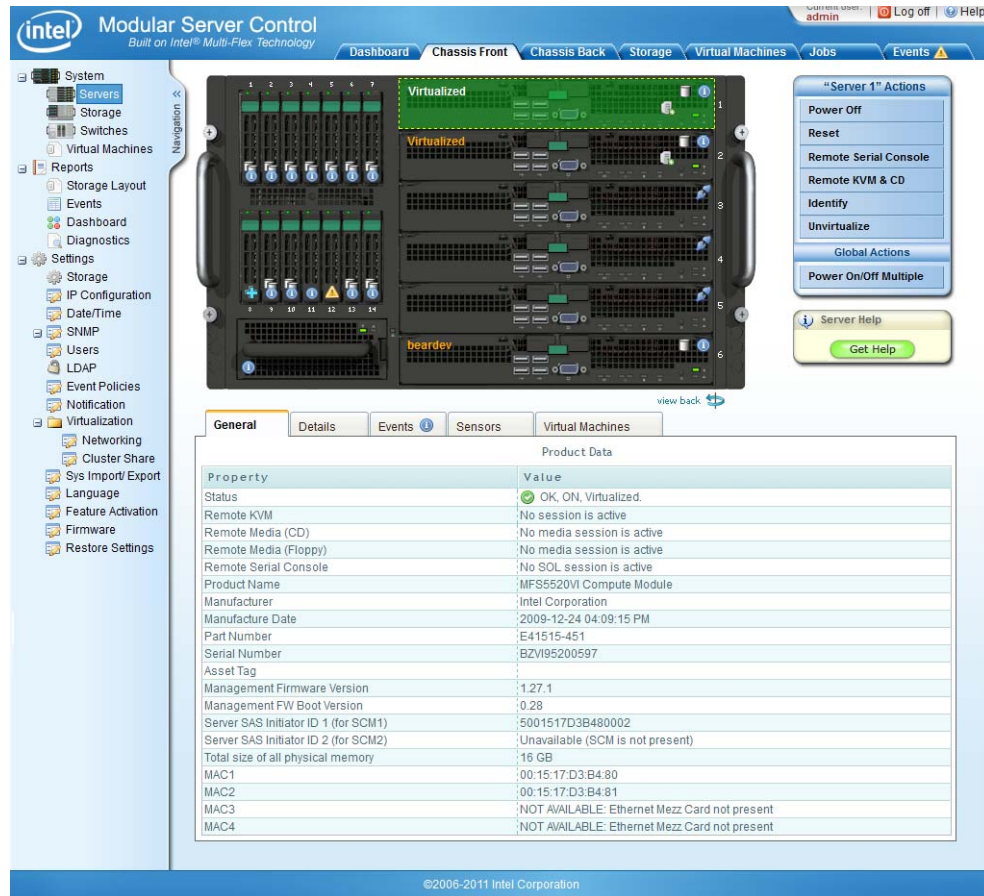 intel
Modular Server Control
Built on Intel® Multi-Flex Technology
Current user:
admin
Log off
Help
Dashboard
Chassis Front
Chassis Back
Storage
Virtual Machines
Jobs
Events
System
Servers
Storage
Switches
Virtual Machines
Reports
Storage Layout
Events
Dashboard
Diagnostics
Settings
Storage
IP Configuration
Date/Time
SNMP
Users
LDAP
Event Policies
Notification
Virtualization
Networking
Cluster Share
Sys Import/ Export
Language
Feature Activation
Firmware
Restore Settings
Navigation
1 2 3 4 5 6 7
8 9 10 11 12 13 14
Virtualized
1
Virtualized
2
3
4
5
beardev
6
view back
"Server 1" Actions
Power Off
Reset
Remote Serial Console
Remote KVM & CD
Identify
Unvirtualize
Global Actions
Power On/Off Multiple
Server Help
Get Help
General
Details
Events
Sensors
Virtual Machines
Product Data
Property Value
Status OK, ON, Virtualized.
Remote KVM No session is active
Remote Media (CD) No media session is active
Remote Media (Floppy) No media session is active
Remote Serial Console No SOL session is active
Product Name MFS5520VI Compute Module
Manufacturer Intel Corporation
Manufacture Date 2009-12-24 04:09:15 PM
Part Number E41515-451
Serial Number BZVI95200597
Asset Tag
Management Firmware Version 1.27.1
Management FW Boot Version 0.28
Server SAS Initiator ID 1 (for SCM1) 5001517D3B480002
Server SAS Initiator ID 2 (for SCM2) Unavailable (SCM is not present)
Total size of all physical memory 16 GB
MAC1 00:15:17:D3:B4:80
MAC2 00:15:17:D3:B4:81
MAC3 NOT AVAILABLE: Ethernet Mezz Card not present
MAC4 NOT AVAILABLE: Ethernet Mezz Card not present
©2006-2011 Intel Corporation